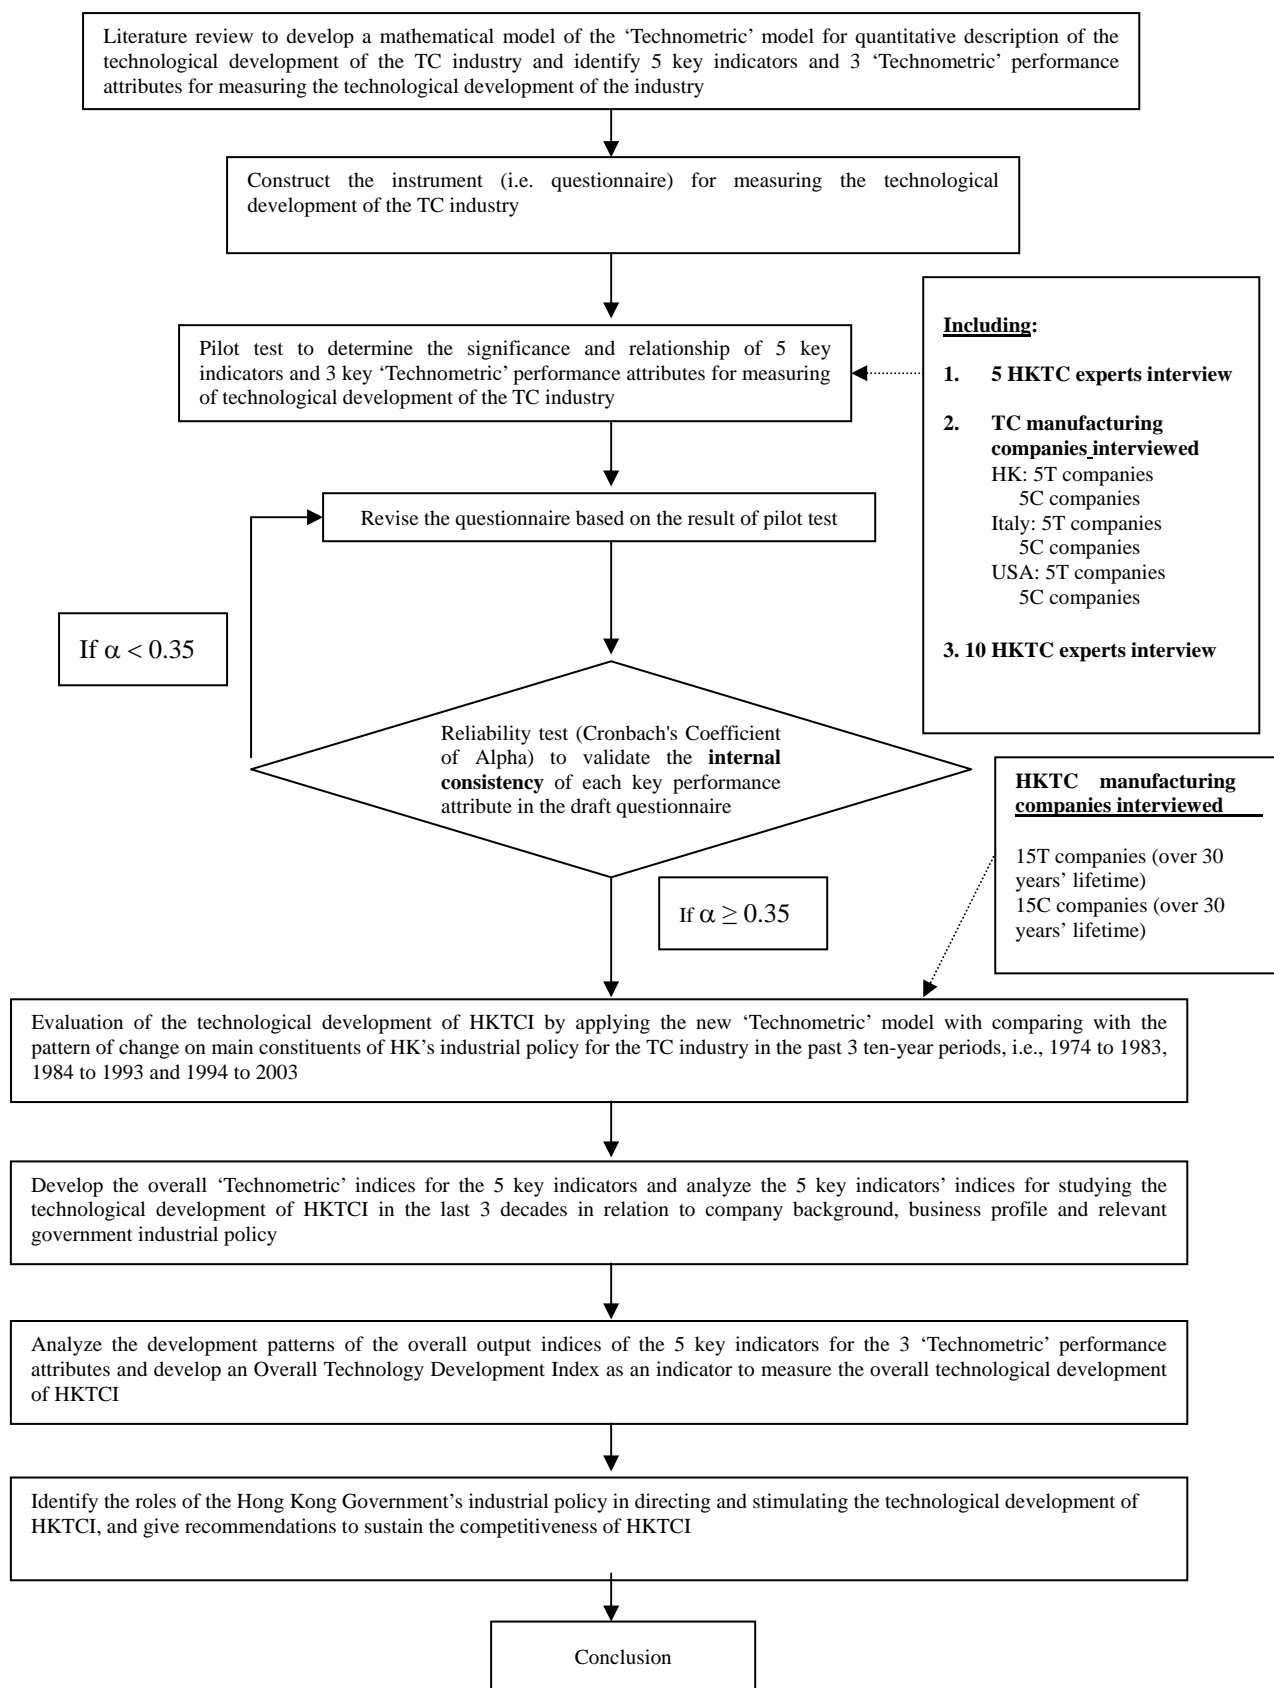 Literature review to develop a mathematical model of the ‘Technometric’ model for quantitative description of the
technological development of the TC industry and identify 5 key indicators and 3 ‘Technometric’ performance
attributes for measuring the technological development of the industry
Construct the instrument (i.e. questionnaire) for measuring the technological
development of the TC industry
Pilot test to determine the significance and relationship of 5 key
indicators and 3 key ‘Technometric’ performance attributes for measuring
of technological development of the TC industry
Including:
1. 5 HKTC experts interview
2. TC manufacturing
companies interviewed
HK: 5T companies
5C companies
Italy: 5T companies
5C companies
USA: 5T companies
5C companies
3. 10 HKTC experts interview
Revise the questionnaire based on the result of pilot test
If α < 0.35
Reliability test (Cronbach's Coefficient
of Alpha) to validate the internal
consistency of each key performance
attribute in the draft questionnaire
HKTC manufacturing
companies interviewed
15T companies (over 30
years’ lifetime)
15C companies (over 30
years’ lifetime)
If α ≥ 0.35
Evaluation of the technological development of HKTCI by applying the new ‘Technometric’ model with comparing with the
pattern of change on main constituents of HK’s industrial policy for the TC industry in the past 3 ten-year periods, i.e., 1974 to 1983,
1984 to 1993 and 1994 to 2003
Develop the overall ‘Technometric’ indices for the 5 key indicators and analyze the 5 key indicators’ indices for studying the
technological development of HKTCI in the last 3 decades in relation to company background, business profile and relevant
government industrial policy
Analyze the development patterns of the overall output indices of the 5 key indicators for the 3 ‘Technometric’ performance
attributes and develop an Overall Technology Development Index as an indicator to measure the overall technological development
of HKTCI
Identify the roles of the Hong Kong Government’s industrial policy in directing and stimulating the technological development of
HKTCI, and give recommendations to sustain the competitiveness of HKTCI
Conclusion